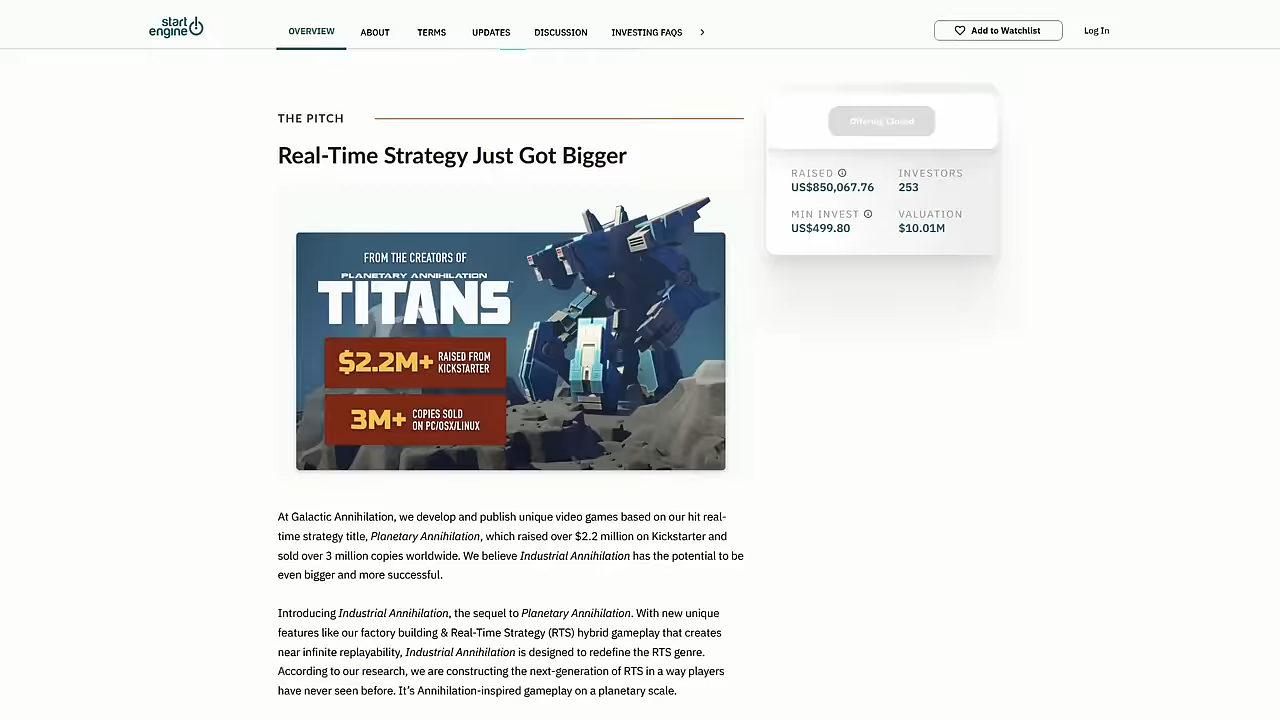 start
engine
OVERVIEW
ABOUT
TERMS
UPDATES
DISCUSSION
INVESTING FAQS
Add to Watchlist
Log In
THE PITCH
Real-Time Strategy Just Got Bigger
FROM THE CREATORS OF
PLANETARY ANNIHILATION
TITANS
$2.2M+ RAISED FROM
KICKSTARTER
3M+ COPIES SOLD
ON PC/OSX/LINUX
At Galactic Annihilation, we develop and publish unique video games based on our hit real-
time strategy title, Planetary Annihilation, which raised over $2.2 million on Kickstarter and
sold over 3 million copies worldwide. We believe Industrial Annihilation has the potential to be
even bigger and more successful.
Introducing Industrial Annihilation, the sequel to Planetary Annihilation. With new unique
features like our factory building & Real-Time Strategy (RTS) hybrid gameplay that creates
near infinite replayability, Industrial Annihilation is designed to redefine the RTS genre.
According to our research, we are constructing the next-generation of RTS in a way players
have never seen before. It's Annihilation-inspired gameplay on a planetary scale.
Offering Closed
RAISED
US$850,067.76
INVESTORS
253
MIN INVEST
US$499.80
VALUATION
$10.01M